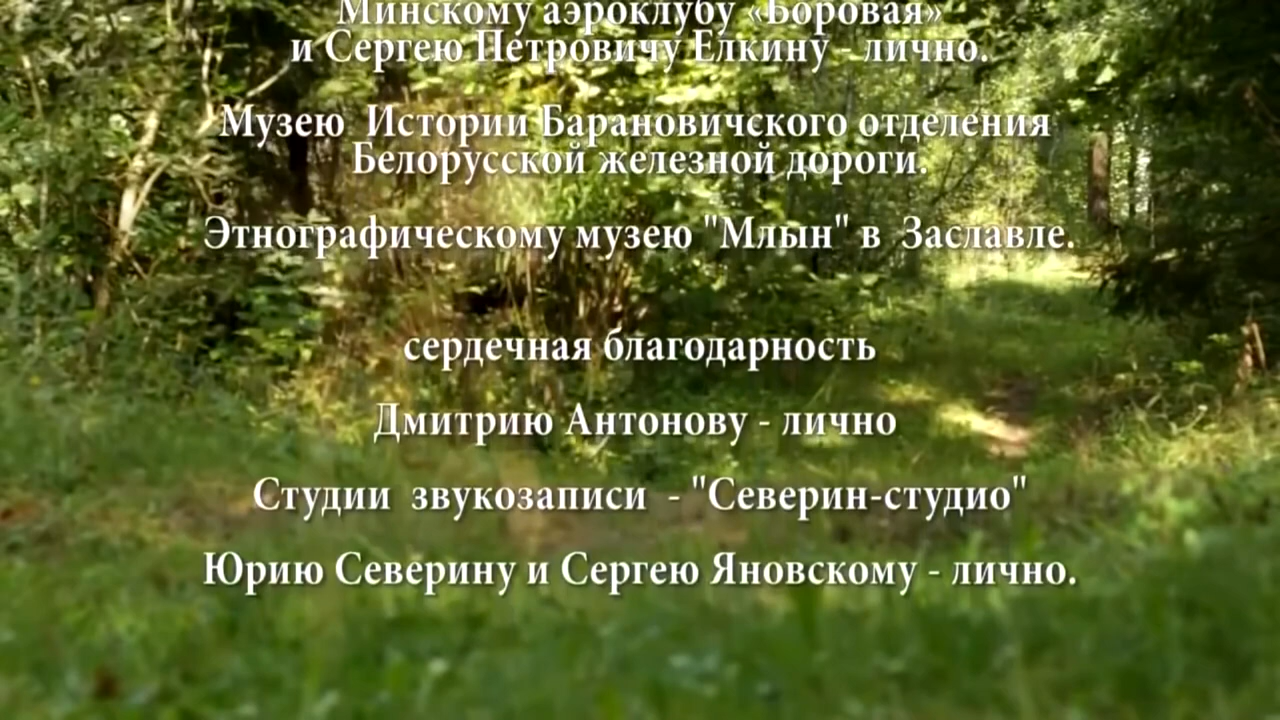 Минскому аэроклубу «Боровая»
и Сергею Петровичу Елкину - лично.
Музею Истории Барановичского отделения
Белорусской железной дороги.
Этнографическому музею "Млын" в Заславле.
сердечная благодарность
Дмитрию Антонову - лично
Студии звукозаписи - "Северин-студио"
Юрию Северину и Сергею Яновскому - лично.